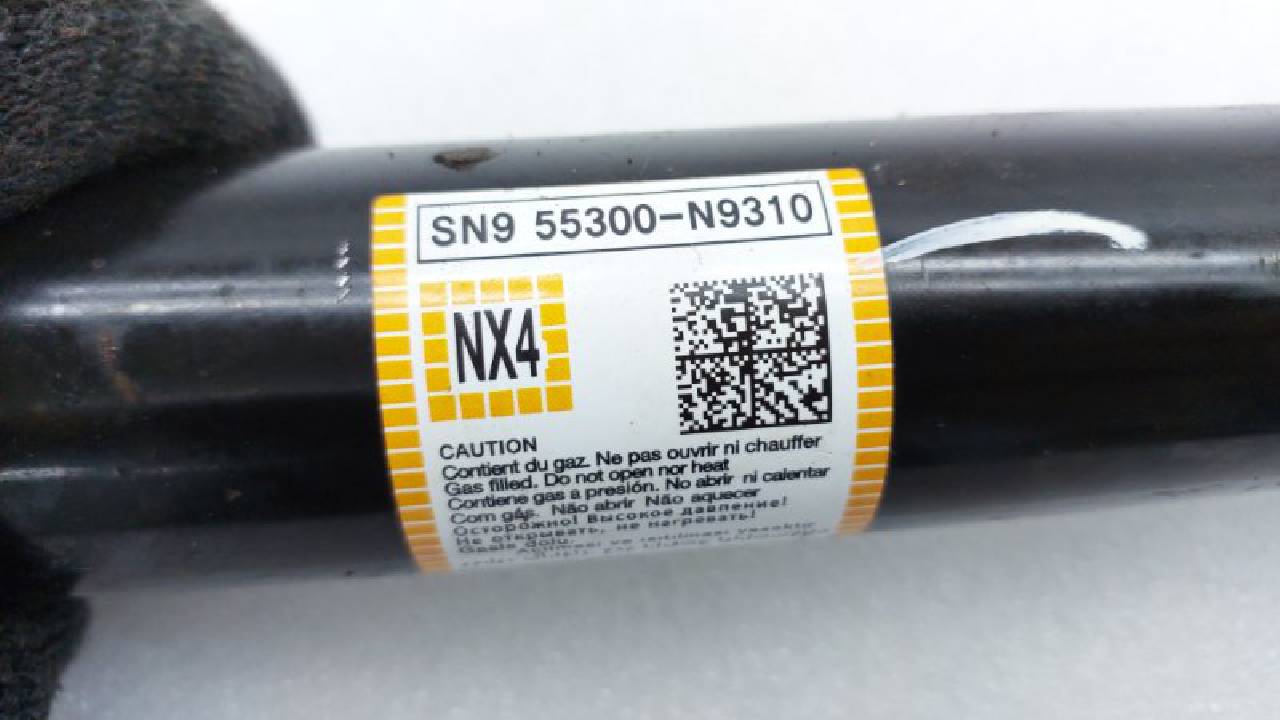 SN9 55300-N9310
NX4
CAUTION
Contient du gaz. Ne pas ouvrir ni chauffer
Gas filled. Do not open nor heat
Contiene gas a presión. No abrir ni calentar
Com gás. Não abrir Não aquecer
Осторожно! Высокое давление!
Не открывать, не нагревать!
Gazla dolu.